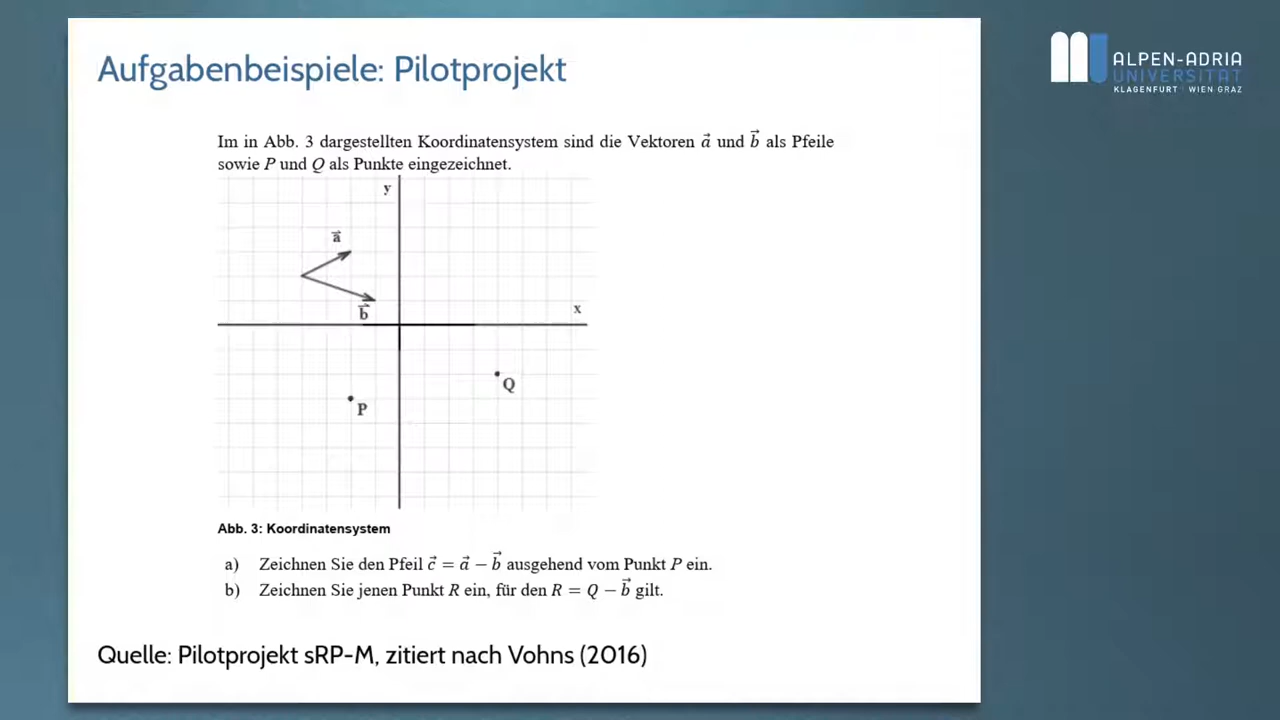 Aufgabenbeispiele: Pilotprojekt
ALPEN-ADRIA
UNIVERSITÄT
KLAGENFURT | WIEN GRAZ
Im in Abb. 3 dargestellten Koordinatensystem sind die Vektoren a⃗ und b⃗ als Pfeile
sowie P und Q als Punkte eingezeichnet.
y
a⃗
x
b⃗
Q
P
Abb. 3: Koordinatensystem
a) Zeichnen Sie den Pfeil c⃗ = a⃗ − b⃗ ausgehend vom Punkt P ein.
b) Zeichnen Sie jenen Punkt R ein, für den R = Q − b⃗ gilt.
Quelle: Pilotprojekt sRP-M, zitiert nach Vohns (2016)